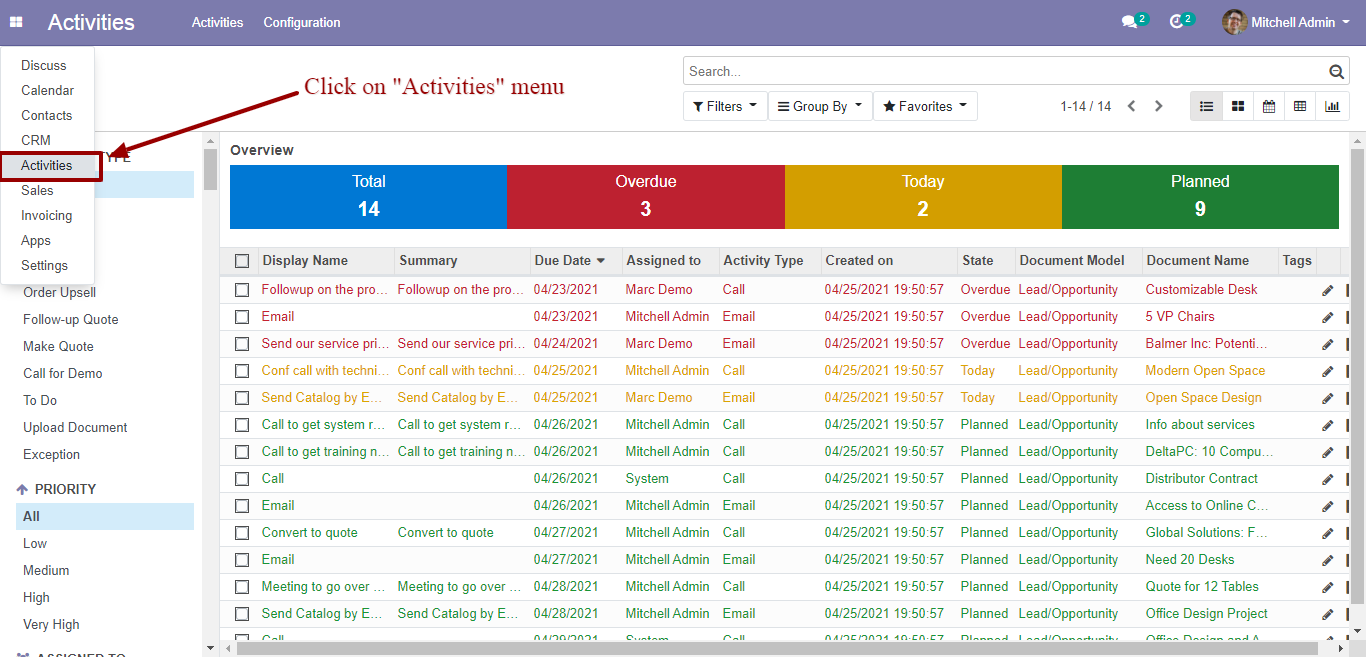 Activities Activities Configuration 2 2 Mitchell Admin
Discuss
Calendar
Contacts
CRM
Activities
Sales
Invoicing
Apps
Settings
Click on "Activities" menu
Search...
Filters Group By Favorites 1-14 / 14
TYPE
Order Upsell
Follow-up Quote
Make Quote
Call for Demo
To Do
Upload Document
Exception
PRIORITY
All
Low
Medium
High
Very High
ASSIGNED TO
Overview
Total Overdue Today Planned
14 3 2 9
Display Name Summary Due Date Assigned to Activity Type Created on State Document Model Document Name Tags
Followup on the pro... Followup on the pro... 04/23/2021 Marc Demo Call 04/25/2021 19:50:57 Overdue Lead/Opportunity Customizable Desk
Email 04/23/2021 Mitchell Admin Email 04/25/2021 19:50:57 Overdue Lead/Opportunity 5 VP Chairs
Send our service pri... Send our service pri... 04/24/2021 Marc Demo Email 04/25/2021 19:50:57 Overdue Lead/Opportunity Balmer Inc: Potenti...
Conf call with techni... Conf call with techni... 04/25/2021 Mitchell Admin Call 04/25/2021 19:50:57 Today Lead/Opportunity Modern Open Space
Send Catalog by E... Send Catalog by E... 04/25/2021 Marc Demo Email 04/25/2021 19:50:57 Today Lead/Opportunity Open Space Design
Call to get system r... Call to get system r... 04/26/2021 Mitchell Admin Call 04/25/2021 19:50:57 Planned Lead/Opportunity Info about services
Call to get training n... Call to get training n... 04/26/2021 Mitchell Admin Call 04/25/2021 19:50:57 Planned Lead/Opportunity DeltaPC: 10 Compu...
Call 04/26/2021 System Call 04/25/2021 19:50:57 Planned Lead/Opportunity Distributor Contract
Email 04/26/2021 Mitchell Admin Email 04/25/2021 19:50:57 Planned Lead/Opportunity Access to Online C...
Convert to quote Convert to quote 04/27/2021 Mitchell Admin Call 04/25/2021 19:50:57 Planned Lead/Opportunity Global Solutions: F...
Email 04/27/2021 Mitchell Admin Email 04/25/2021 19:50:57 Planned Lead/Opportunity Need 20 Desks
Meeting to go over ... Meeting to go over ... 04/28/2021 Mitchell Admin Call 04/25/2021 19:50:57 Planned Lead/Opportunity Quote for 12 Tables
Send Catalog by E... Send Catalog by E... 04/28/2021 Mitchell Admin Email 04/25/2021 19:50:57 Planned Lead/Opportunity Office Design Project
Call 04/29/2021 System Call 04/25/2021 19:50:57 Planned Lead/Opportunity Office Design and A